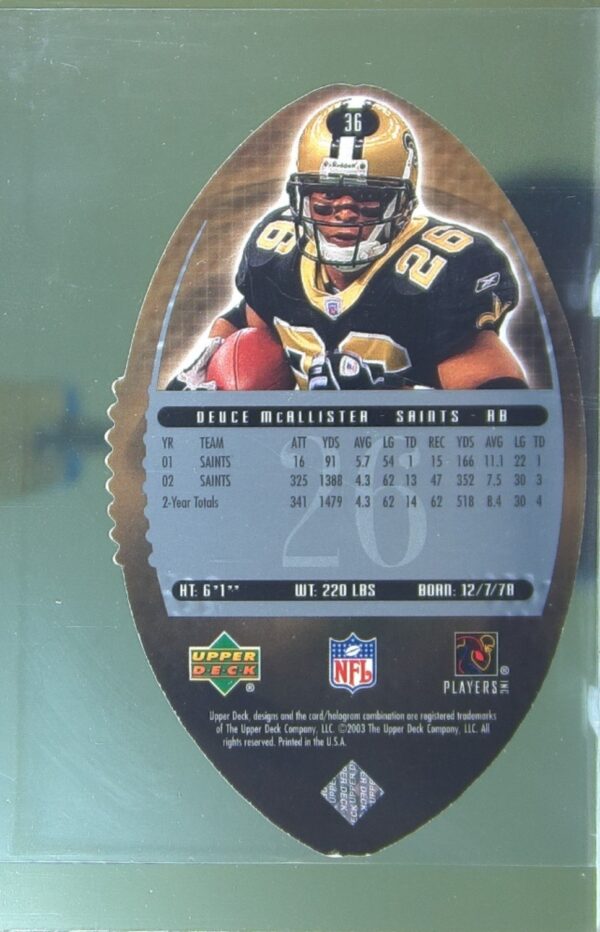 36
Riddell
26
26
DEUCE McALLISTER - SAINTS - RB
YR TEAM ATT YDS AVG LG TD REC YDS AVG LG TD
01 SAINTS 16 91 5.7 54 1 15 166 11.1 22 1
02 SAINTS 325 1388 4.3 62 13 47 352 7.5 30 3
2-Year Totals 341 1479 4.3 62 14 62 518 8.4 30 4
26
HT: 6'1" WT: 220 LBS BORN: 12/7/78
UPPER
DECK
®
NFL
PLAYERS INC
®
Upper Deck, designs and the card/hologram combination are registered trademarks
of The Upper Deck Company, LLC. ©2003 The Upper Deck Company, LLC. All
rights reserved. Printed in the U.S.A.
UPPER DECK